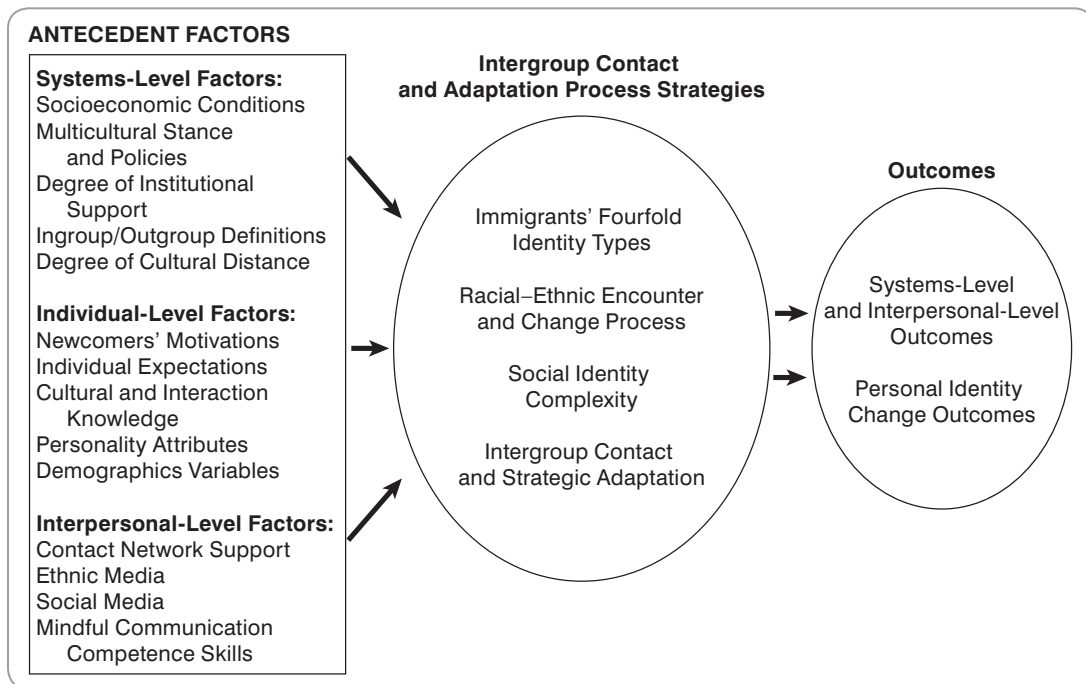 ANTECEDENT FACTORS
Systems-Level Factors:
Socioeconomic Conditions
Multicultural Stance
and Policies
Degree of Institutional
Support
Ingroup/Outgroup Definitions
Degree of Cultural Distance
Individual-Level Factors:
Newcomers’ Motivations
Individual Expectations
Cultural and Interaction
Knowledge
Personality Attributes
Demographics Variables
Interpersonal-Level Factors:
Contact Network Support
Ethnic Media
Social Media
Mindful Communication
Competence Skills
Intergroup Contact
and Adaptation Process Strategies
Immigrants’ Fourfold
Identity Types
Racial–Ethnic Encounter
and Change Process
Social Identity
Complexity
Intergroup Contact
and Strategic Adaptation
Outcomes
Systems-Level
and Interpersonal-Level
Outcomes
Personal Identity
Change Outcomes